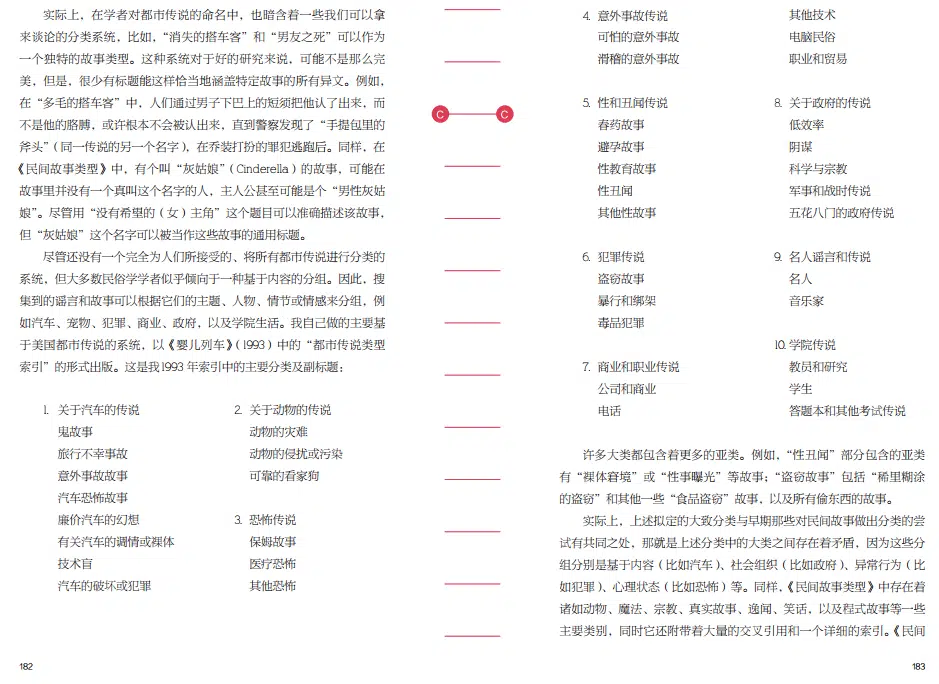 实际上，在学者对都市传说的命名中，也暗含着一些我们可以拿
来谈论的分类系统，比如，“消失的搭车客”和“男友之死”可以作为
一个独特的故事类型。这种系统对于好的研究来说，可能不是那么完
美，但是，很少有标题能这样恰当地涵盖特定故事的所有异文。例如，
在“多毛的搭车客”中，人们通过男子下巴上的短须把他认了出来，而
不是他的胳膊，或许根本不会被认出来，直到警察发现了“手提包里的
斧头”（同一传说的另一个名字），在乔装打扮的罪犯逃跑后。同样，在
《民间故事类型》中，有个叫“灰姑娘”（Cinderella）的故事，可能在
故事里并没有一个真叫这个名字的人，主人公甚至可能是个“男性灰姑
娘”。尽管用“没有希望的（女）主角”这个题目可以准确描述该故事，
但“灰姑娘”这个名字可以被当作这些故事的通用标题。
尽管还没有一个完全为人们所接受的、将所有都市传说进行分类的
系统，但大多数民俗学学者似乎倾向于一种基于内容的分组。因此，搜
集到的谣言和故事可以根据它们的主题、人物、情节或情感来分组，例
如汽车、宠物、犯罪、商业、政府，以及学院生活。我自己做的主要基
于美国都市传说的系统，以《婴儿列车》（1993）中的“都市传说类型
索引”的形式出版。这是我1993年索引中的主要分类及副标题：
1. 关于汽车的传说
鬼故事
旅行不幸事故
意外事故故事
汽车恐怖故事
廉价汽车的幻想
有关汽车的调情或裸体
技术盲
汽车的破坏或犯罪
2. 关于动物的传说
动物的灾难
动物的侵扰或污染
可靠的看家狗
3. 恐怖传说
保姆故事
医疗恐怖
其他恐怖
182
C C
4. 意外事故传说
可怕的意外事故
滑稽的意外事故
5. 性和丑闻传说
春药故事
避孕故事
性教育故事
性丑闻
其他性故事
6. 犯罪传说
盗窃故事
暴行和绑架
毒品犯罪
7. 商业和职业传说
公司和商业
电话
其他技术
电脑民俗
职业和贸易
8. 关于政府的传说
低效率
阴谋
科学与宗教
军事和战时传说
五花八门的政府传说
9. 名人谣言和传说
名人
音乐家
10. 学院传说
教员和研究
学生
答题本和其他考试传说
许多大类都包含着更多的亚类。例如，“性丑闻”部分包含的亚类
有“裸体窘境”或“性事曝光”等故事；“盗窃故事”包括“稀里糊涂
的盗窃”和其他一些“食品盗窃”故事，以及所有偷东西的故事。
实际上，上述拟定的大致分类与早期那些对民间故事做出分类的尝
试有共同之处，那就是上述分类中的大类之间存在着矛盾，因为这些分
组分别是基于内容（比如汽车）、社会组织（比如政府）、异常行为（比
如犯罪）、心理状态（比如恐怖）等。同样，《民间故事类型》中存在着
诸如动物、魔法、宗教、真实故事、逸闻、笑话，以及程式故事等一些
主要类别，同时它还附带着大量的交叉引用和一个详细的索引。《民间
183